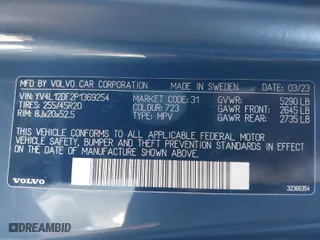 MFD BY VOLVO CAR CORPORATION MADE IN SWEDEN 03/23
VIN: YV4L12DF2P1369254 MARKET CODE: 31 GVWR: 5290 LB
TIRES: 255/45R20 COLOUR: 723 GAWR FRONT: 2645 LB
RIM: 8Jx20x52.5 TYPE: MPV GAWR REAR: 2735 LB
THIS VEHICLE CONFORMS TO ALL APPLICABLE FEDERAL MOTOR
VEHICLE SAFETY, BUMPER AND THEFT PREVENTION STANDARDS IN EFFECT
ON THE DATE OF MANUFACTURE SHOWN ABOVE.
VOLVO
32366354
DREAMBID